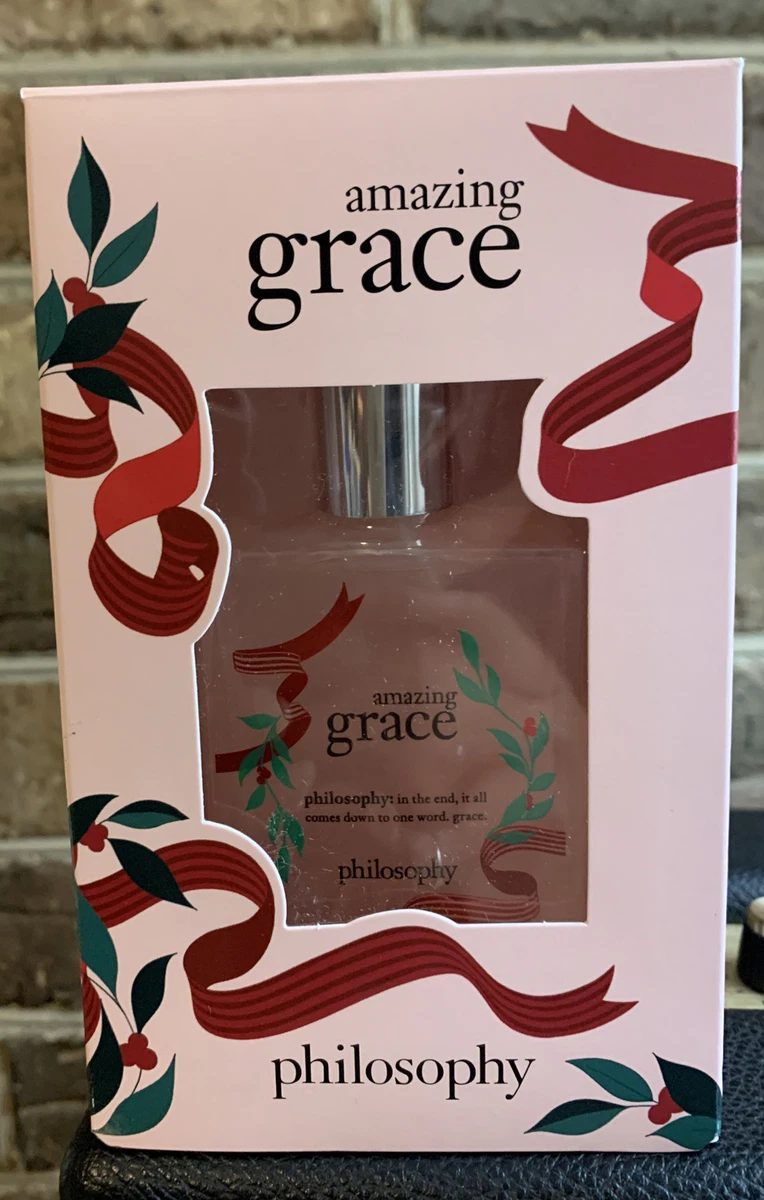 amazing
grace
amazing
grace
philosophy: in the end, it all
comes down to one word. grace.
philosophy
philosophy